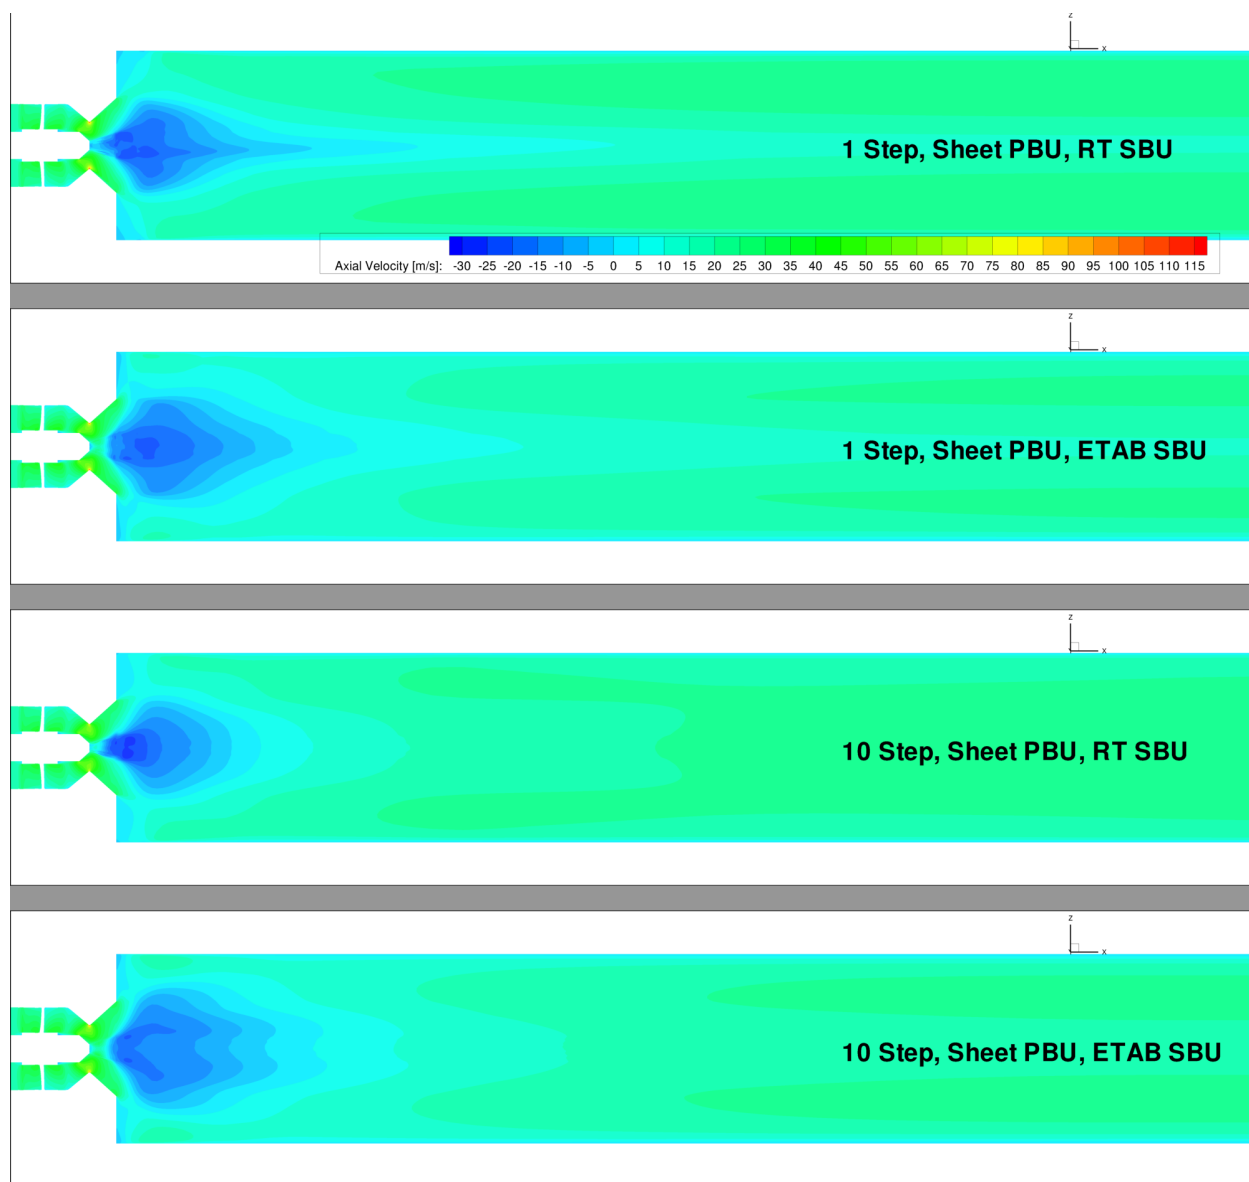 z
x
1 Step, Sheet PBU, RT SBU
Axial Velocity [m/s]: -30 -25 -20 -15 -10 -5 0 5 10 15 20 25 30 35 40 45 50 55 60 65 70 75 80 85 90 95 100 105 110 115
z
x
1 Step, Sheet PBU, ETAB SBU
z
x
10 Step, Sheet PBU, RT SBU
z
x
10 Step, Sheet PBU, ETAB SBU